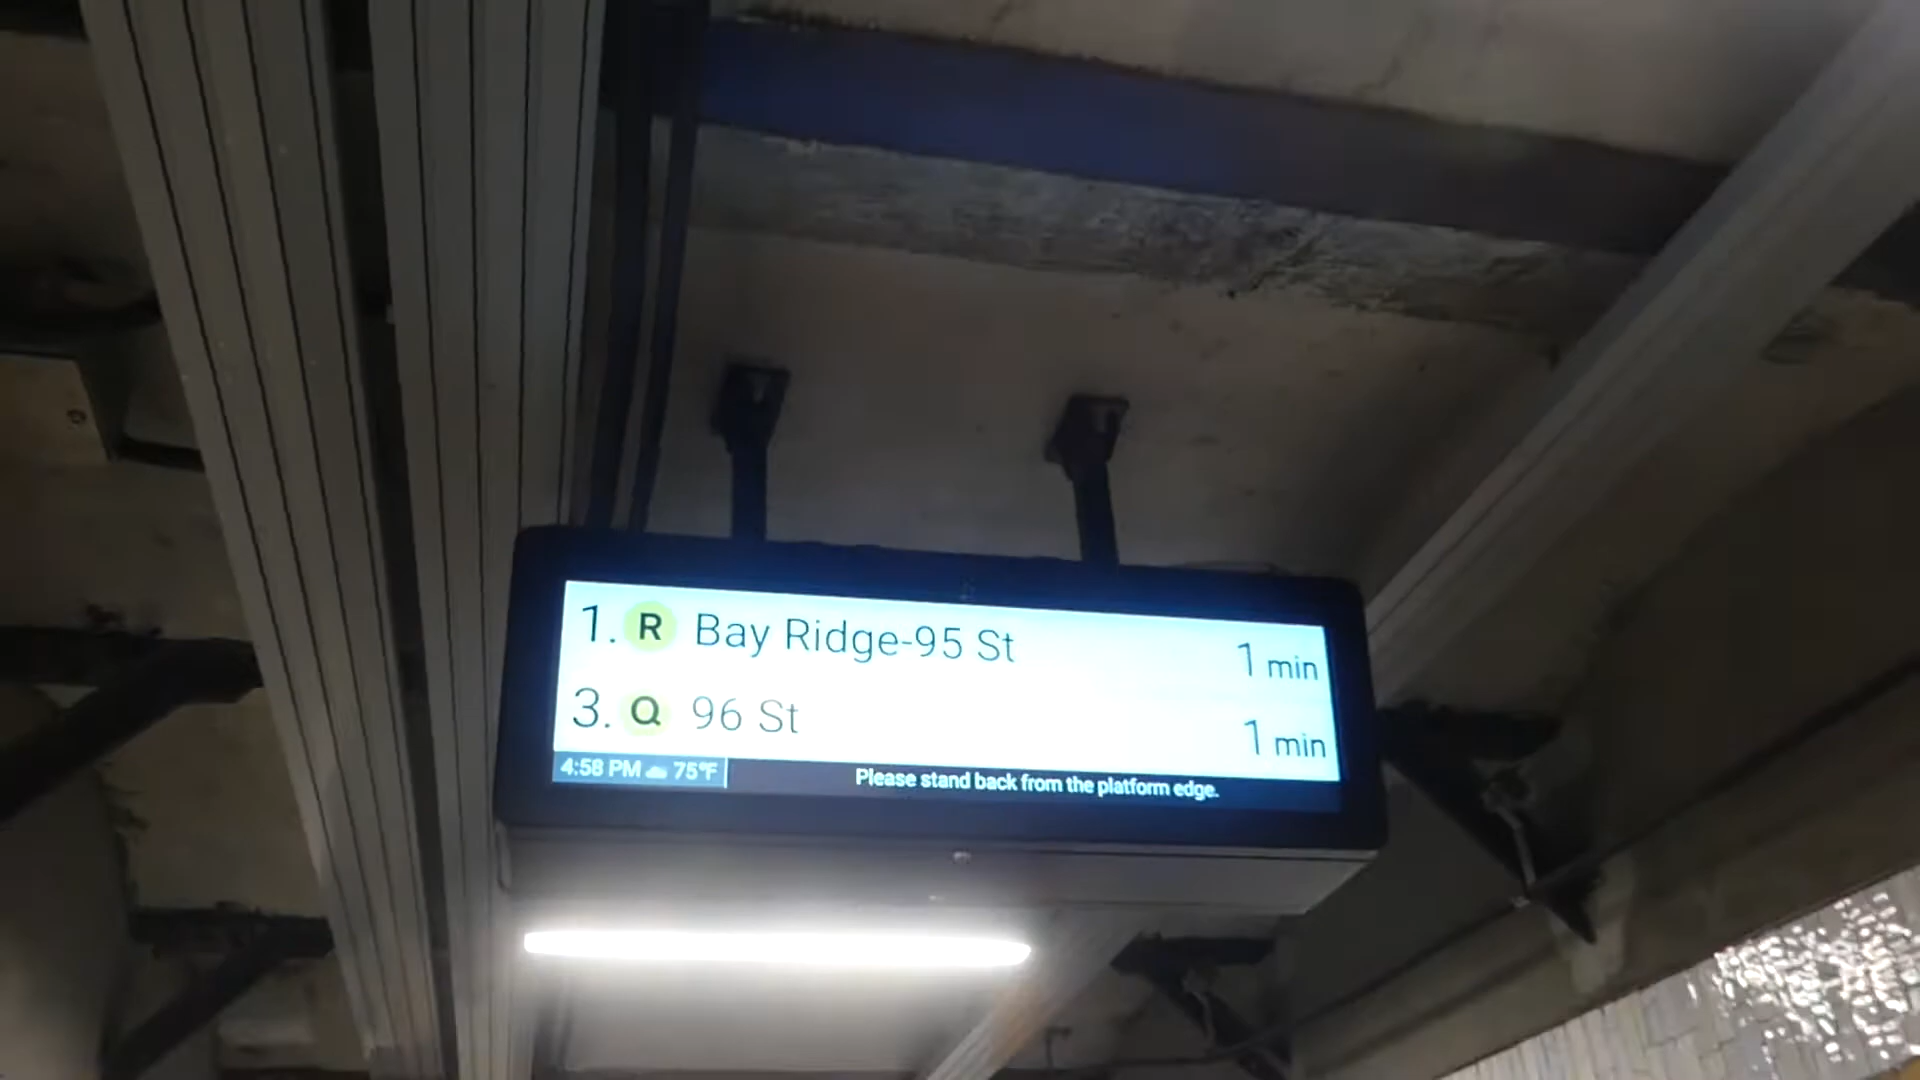 1. R Bay Ridge-95 St 1 min
3. Q 96 St 1 min
4:58 PM 75°F Please stand back from the platform edge.